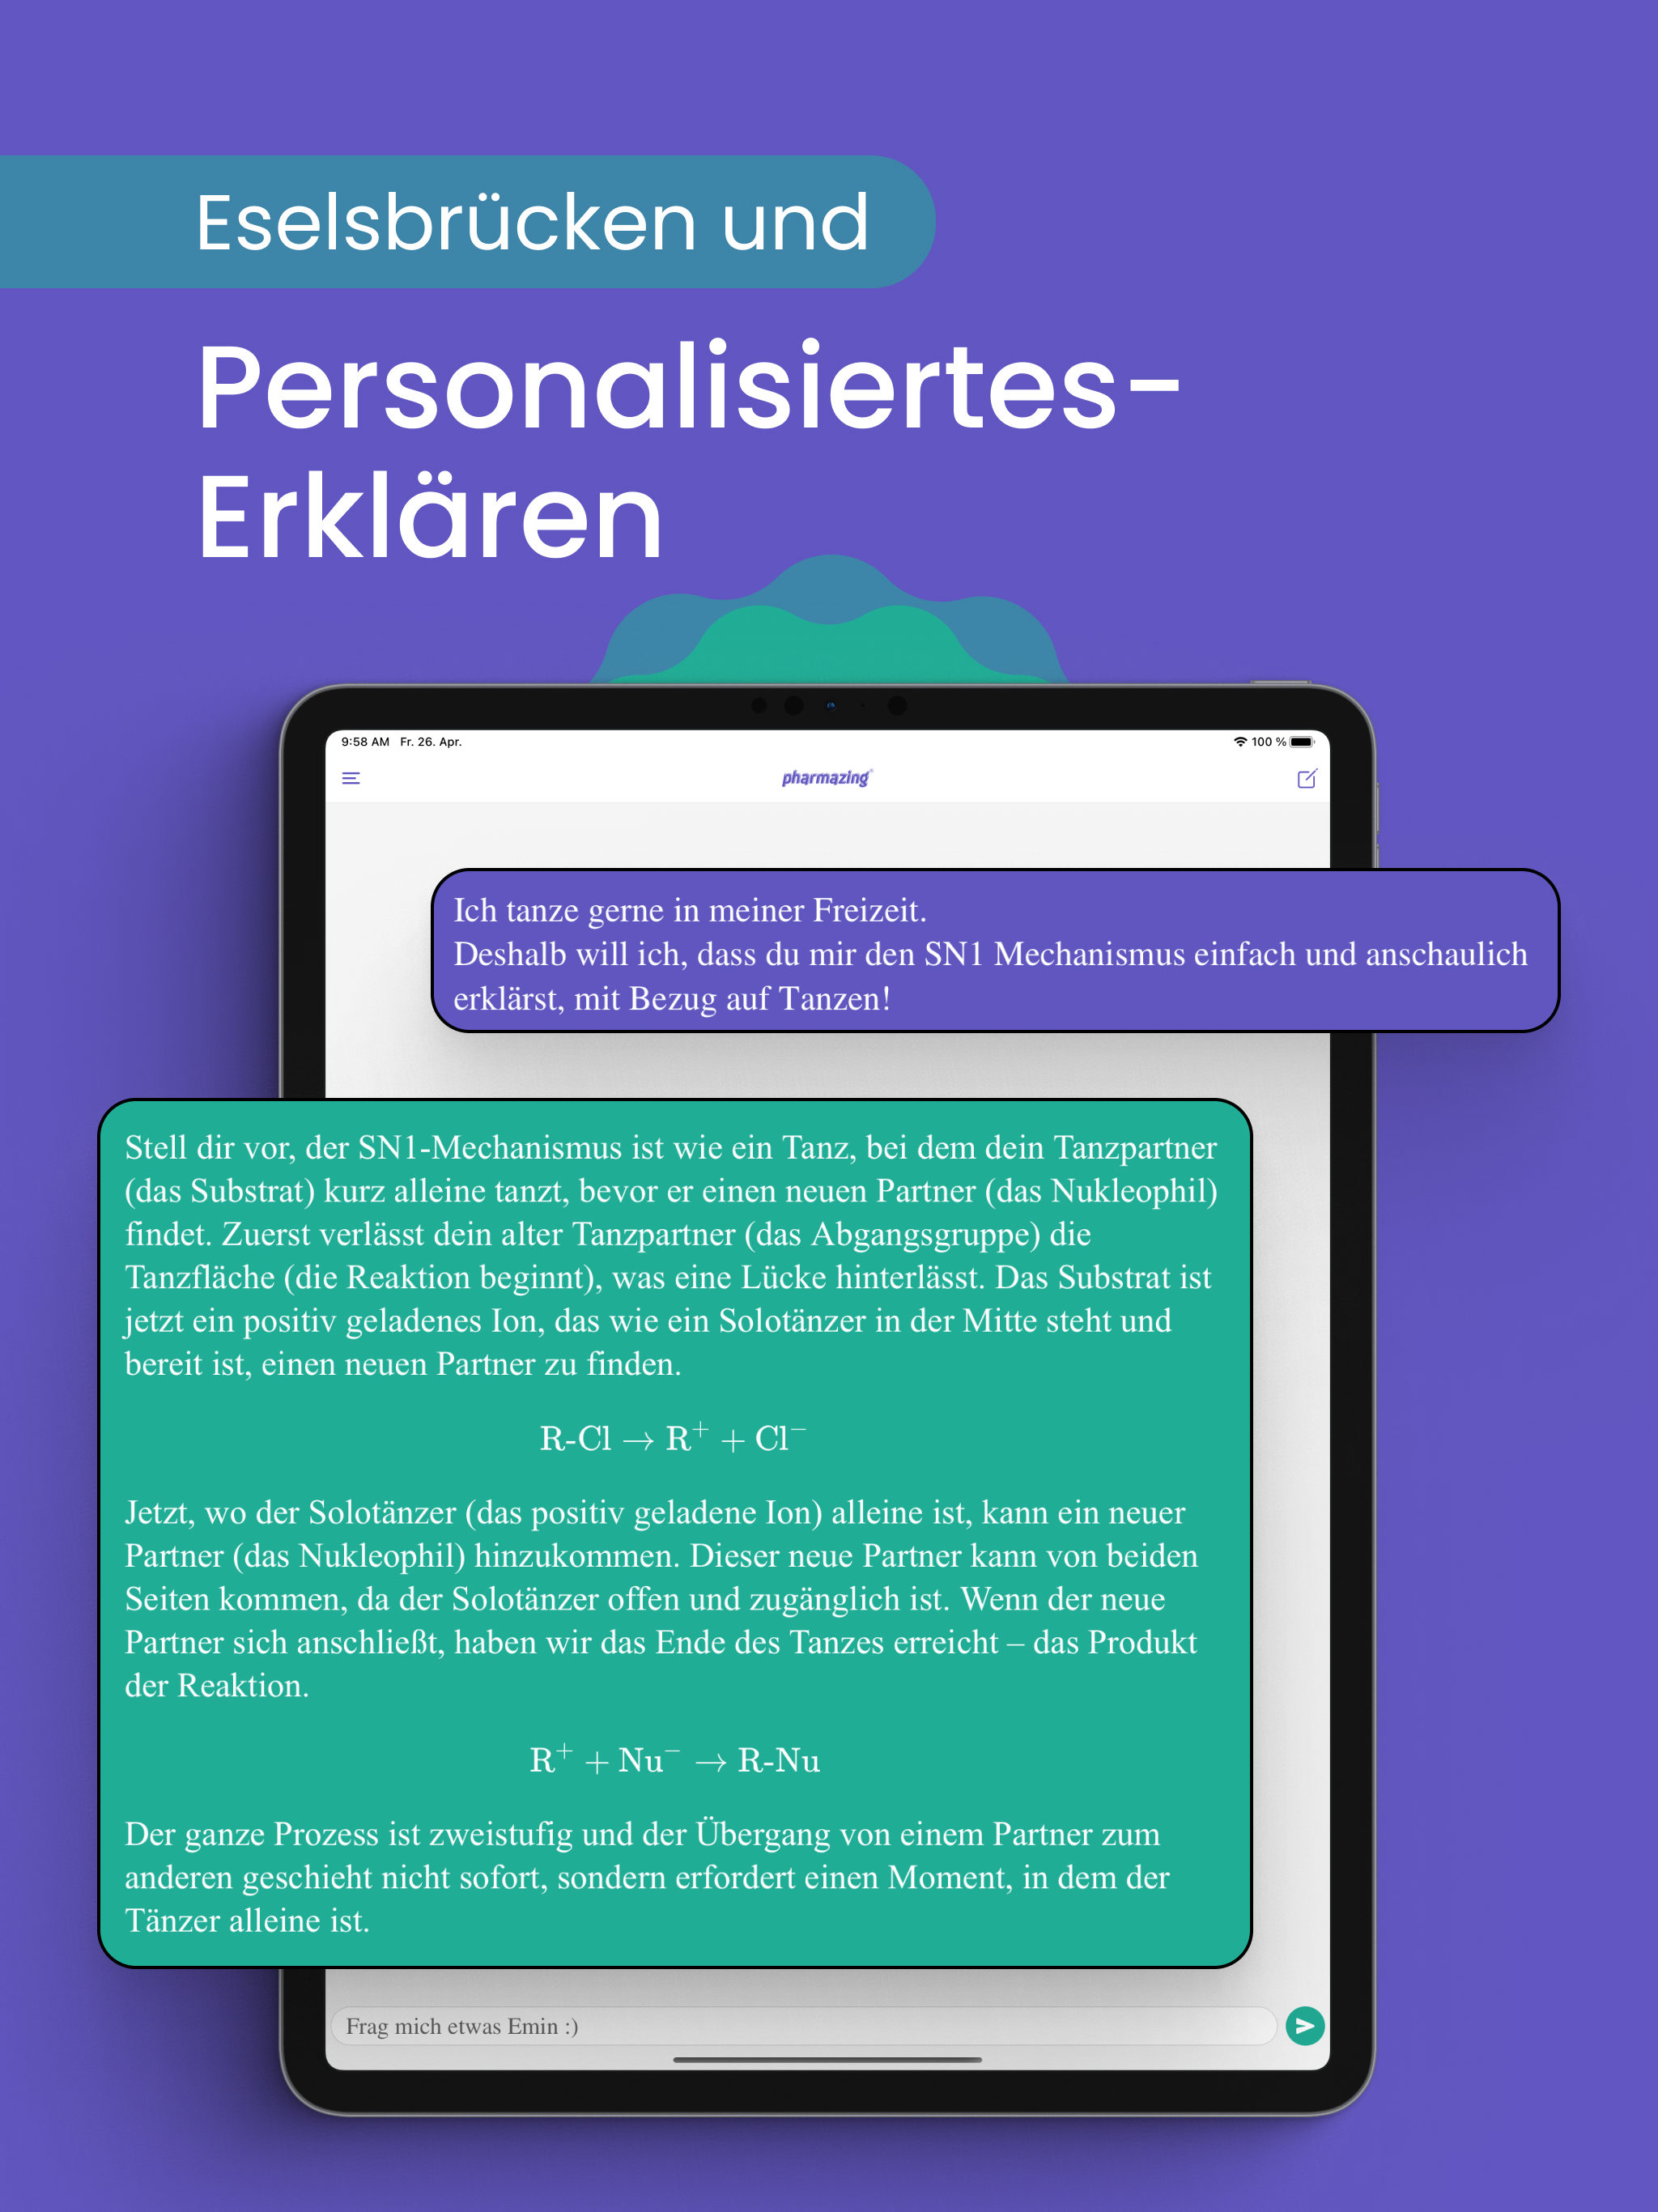 Eselsbrücken und
Personalisiertes-
Erklären
9:58 AM Fr. 26. Apr.
100 %
pharmazing®
Ich tanze gerne in meiner Freizeit.
Deshalb will ich, dass du mir den SN1 Mechanismus einfach und anschaulich
erklärst, mit Bezug auf Tanzen!
Stell dir vor, der SN1-Mechanismus ist wie ein Tanz, bei dem dein Tanzpartner
(das Substrat) kurz alleine tanzt, bevor er einen neuen Partner (das Nukleophil)
findet. Zuerst verlässt dein alter Tanzpartner (das Abgangsgruppe) die
Tanzfläche (die Reaktion beginnt), was eine Lücke hinterlässt. Das Substrat ist
jetzt ein positiv geladenes Ion, das wie ein Solotänzer in der Mitte steht und
bereit ist, einen neuen Partner zu finden.
R-Cl → R⁺ + Cl⁻
Jetzt, wo der Solotänzer (das positiv geladene Ion) alleine ist, kann ein neuer
Partner (das Nukleophil) hinzukommen. Dieser neue Partner kann von beiden
Seiten kommen, da der Solotänzer offen und zugänglich ist. Wenn der neue
Partner sich anschließt, haben wir das Ende des Tanzes erreicht – das Produkt
der Reaktion.
R⁺ + Nu⁻ → R-Nu
Der ganze Prozess ist zweistufig und der Übergang von einem Partner zum
anderen geschieht nicht sofort, sondern erfordert einen Moment, in dem der
Tänzer alleine ist.
Frag mich etwas Emin :)